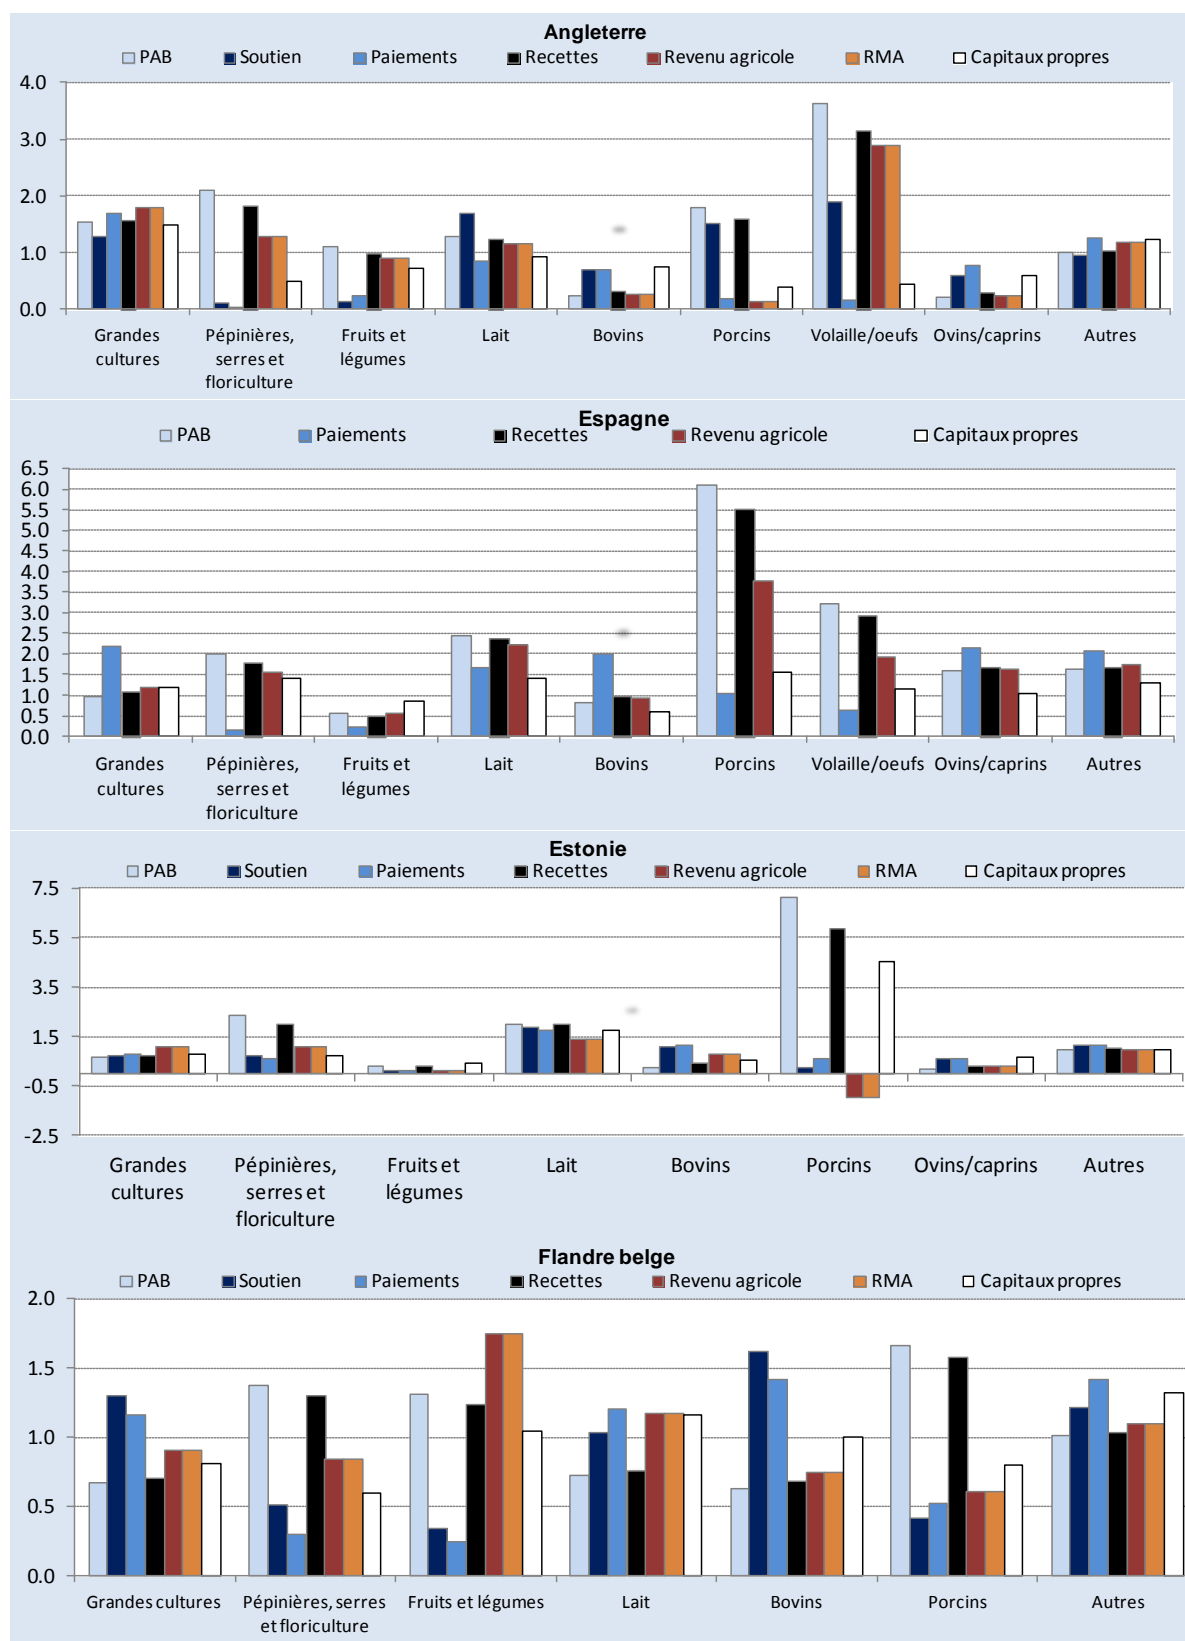 Angleterre
PAB Soutien Paiements Recettes Revenu agricole RMA Capitaux propres
4.0
3.0
2.0
1.0
0.0
Grandes cultures Pépinières, serres et floriculture Fruits et légumes Lait Bovins Porcins Volaille/oeufs Ovins/caprins Autres
Espagne
PAB Paiements Recettes Revenu agricole Capitaux propres
6.5
6.0
5.5
5.0
4.5
4.0
3.5
3.0
2.5
2.0
1.5
1.0
0.5
0.0
Grandes cultures Pépinières, serres et floriculture Fruits et légumes Lait Bovins Porcins Volaille/oeufs Ovins/caprins Autres
Estonie
PAB Soutien Paiements Recettes Revenu agricole RMA Capitaux propres
7.5
5.5
3.5
1.5
-0.5
-2.5
Grandes cultures Pépinières, serres et floriculture Fruits et légumes Lait Bovins Porcins Ovins/caprins Autres
Flandre belge
PAB Soutien Paiements Recettes Revenu agricole RMA Capitaux propres
2.0
1.5
1.0
0.5
0.0
Grandes cultures Pépinières, serres et floriculture Fruits et légumes Lait Bovins Porcins Autres